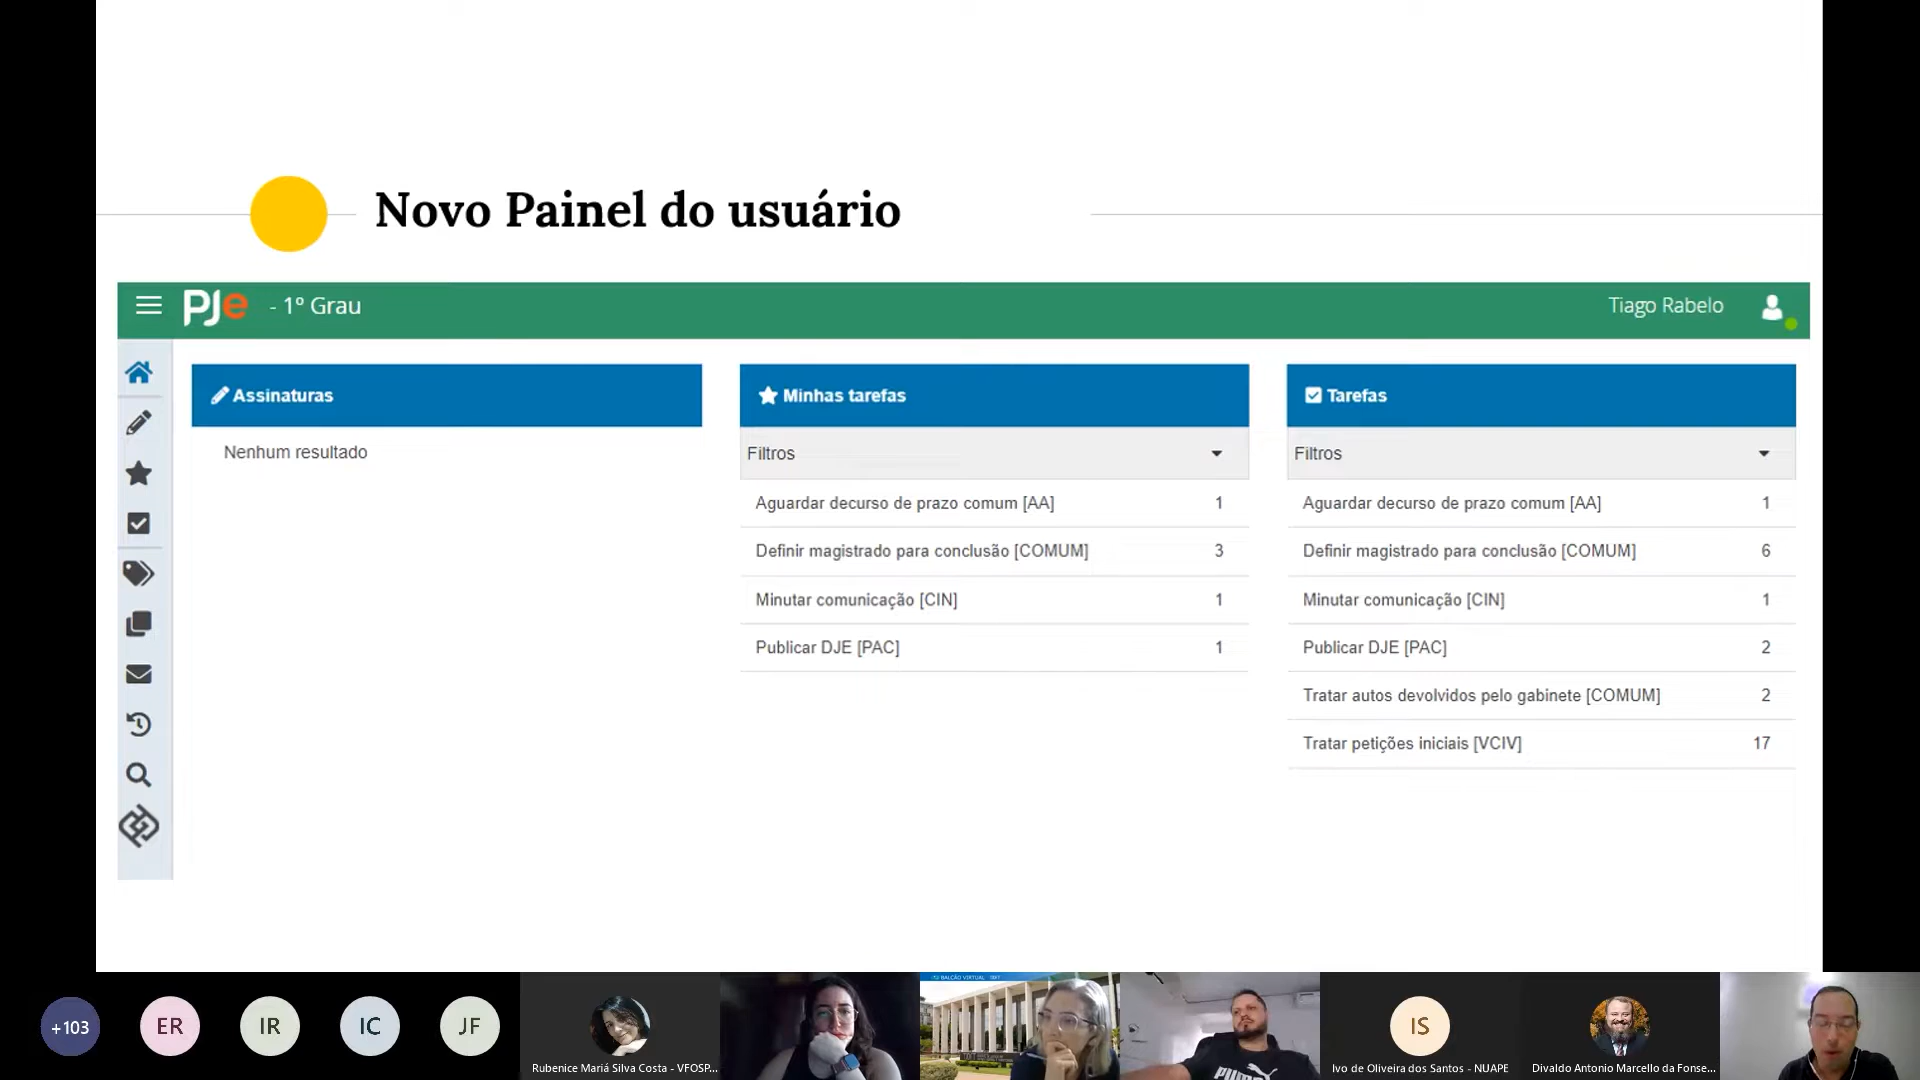 Novo Painel do usuário
PJe - 1º Grau
Tiago Rabelo
Assinaturas
Nenhum resultado
Minhas tarefas
Filtros
Aguardar decurso de prazo comum [AA] 1
Definir magistrado para conclusão [COMUM] 3
Minutar comunicação [CIN] 1
Publicar DJE [PAC] 1
Tarefas
Filtros
Aguardar decurso de prazo comum [AA] 1
Definir magistrado para conclusão [COMUM] 6
Minutar comunicação [CIN] 1
Publicar DJE [PAC] 2
Tratar autos devolvidos pelo gabinete [COMUM] 2
Tratar petições iniciais [VCIV] 17
+103
ER
IR
IC
JF
Rubenice Mariá Silva Costa - VFOSP...
BALCÃO VIRTUAL
PUMA
IS
Ivo de Oliveira dos Santos - NUAPE
Divaldo Antonio Marcello da Fonse...